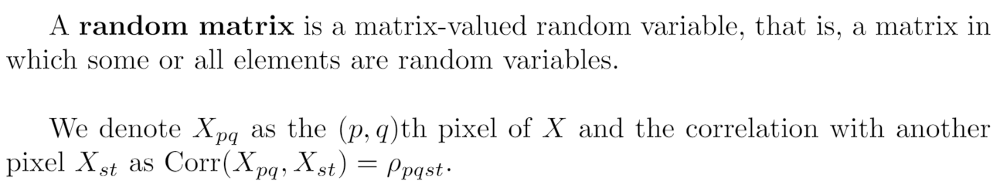 A random matrix is a matrix-valued random variable, that is, a matrix in
which some or all elements are random variables.
We denote $X_{pq}$ as the $(p, q)$th pixel of $X$ and the correlation with another
pixel $X_{st}$ as $\mathrm{Corr}(X_{pq}, X_{st}) = \rho_{pqst}$.